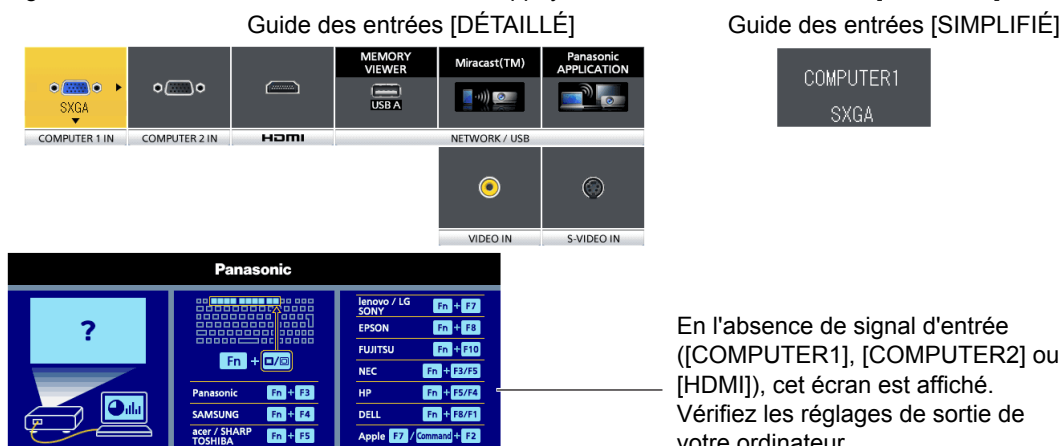 Guide des entrées [DÉTAILLÉ]
Guide des entrées [SIMPLIFIÉ]
MEMORY
VIEWER
Miracast(TM)
Panasonic
APPLICATION
SXGA
USB A
COMPUTER 1 IN
COMPUTER 2 IN
HDMI
NETWORK / USB
VIDEO IN
S-VIDEO IN
COMPUTER1
SXGA
Panasonic
?
Fn +
Panasonic Fn + F3
SAMSUNG Fn + F4
acer / SHARP
TOSHIBA Fn + F5
lenovo / LG
SONY Fn + F7
EPSON Fn + F8
FUJITSU Fn + F10
NEC Fn + F3/F5
HP Fn + F5/F4
DELL Fn + F8/F1
Apple F7 / Command + F2
En l'absence de signal d'entrée
([COMPUTER1], [COMPUTER2] ou
[HDMI]), cet écran est affiché.
Vérifiez les réglages de sortie de
votre ordinateur